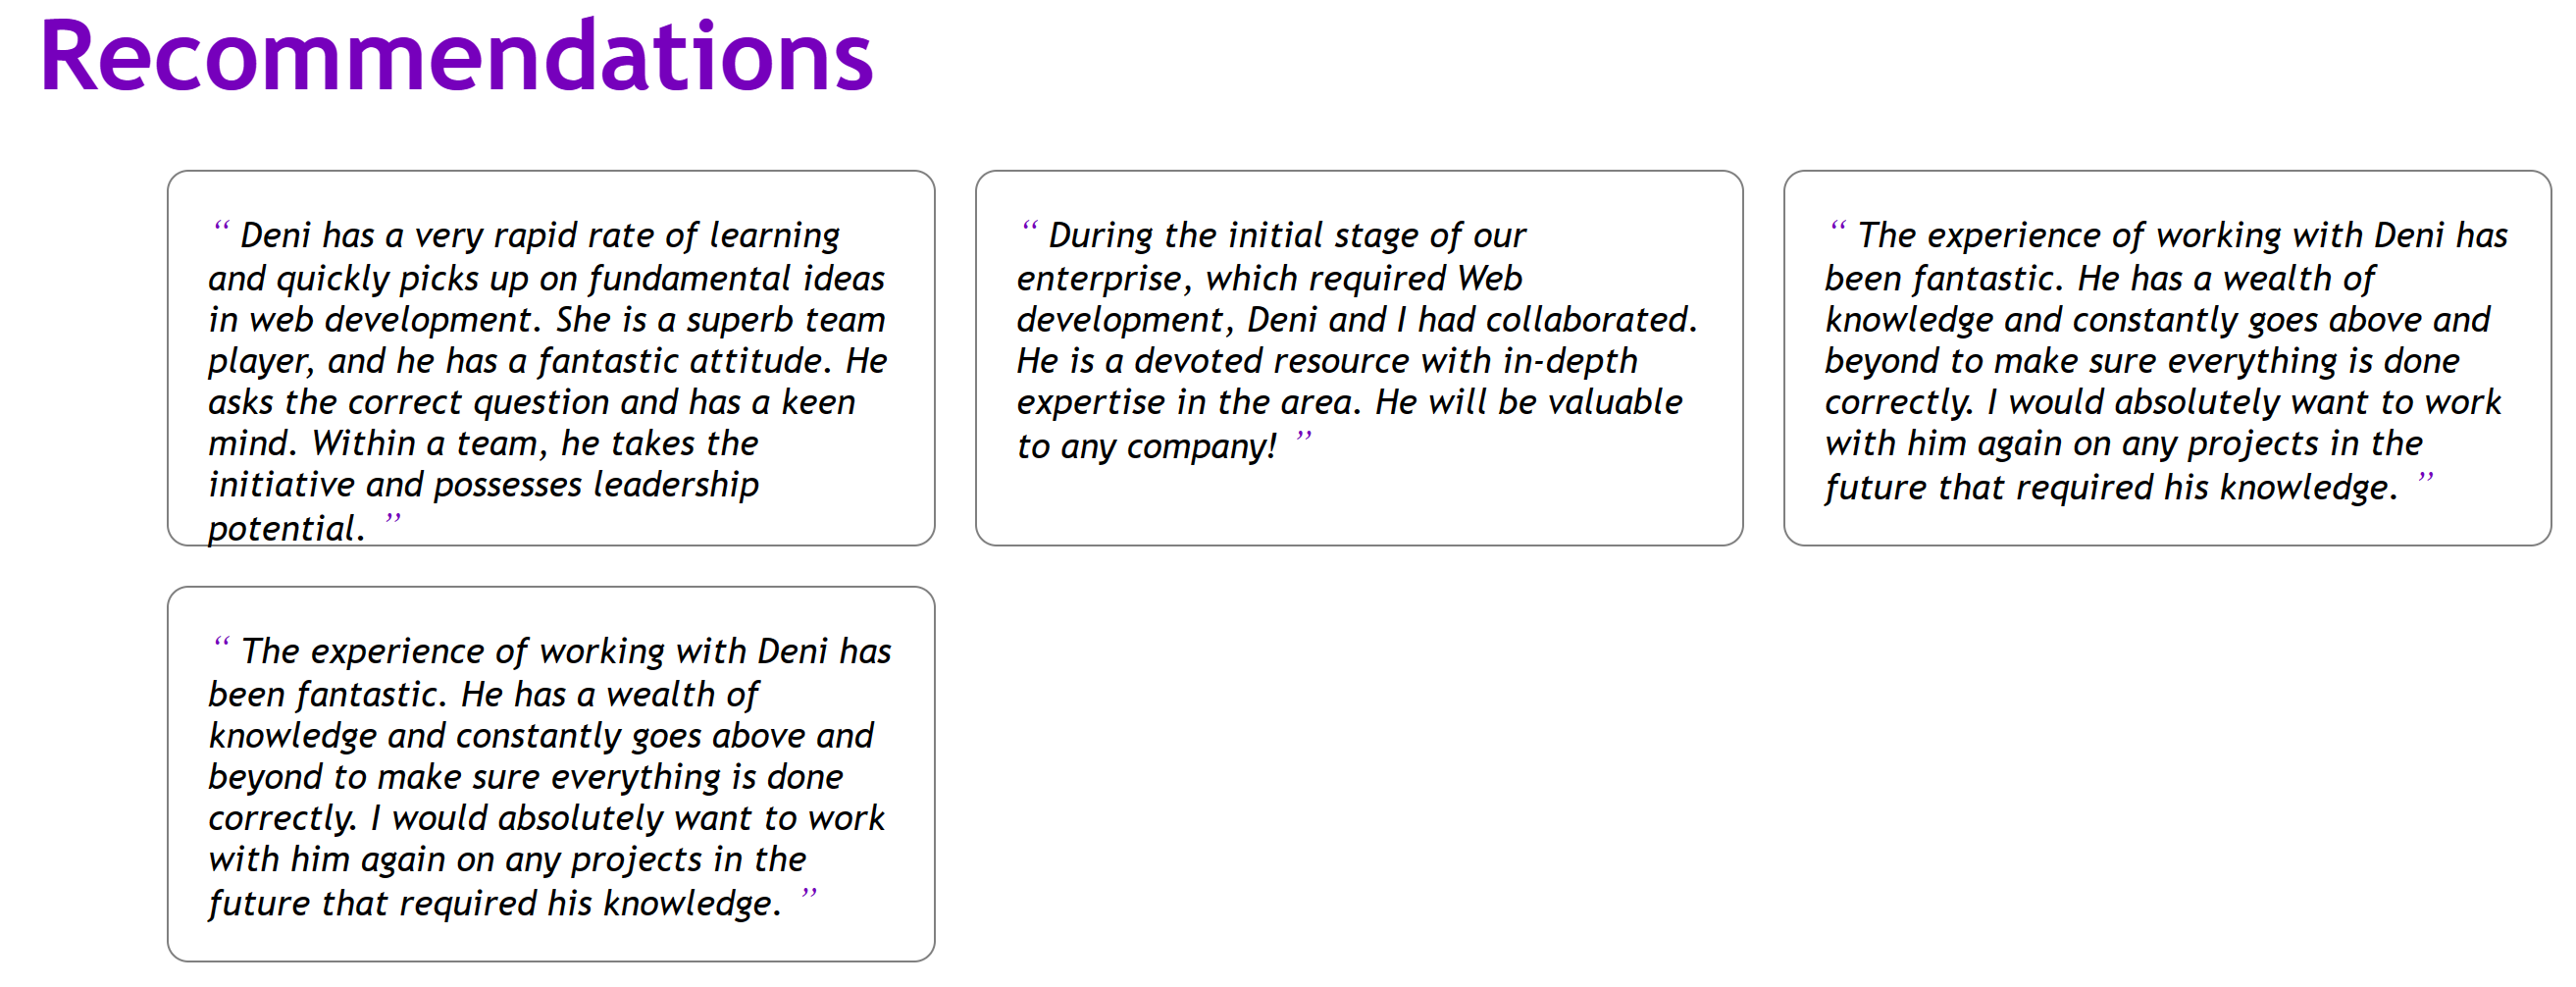 Recommendations
“ Deni has a very rapid rate of learning
and quickly picks up on fundamental ideas
in web development. She is a superb team
player, and he has a fantastic attitude. He
asks the correct question and has a keen
mind. Within a team, he takes the
initiative and possesses leadership
potential. ”
“ During the initial stage of our
enterprise, which required Web
development, Deni and I had collaborated.
He is a devoted resource with in-depth
expertise in the area. He will be valuable
to any company! ”
“ The experience of working with Deni has
been fantastic. He has a wealth of
knowledge and constantly goes above and
beyond to make sure everything is done
correctly. I would absolutely want to work
with him again on any projects in the
future that required his knowledge. ”
“ The experience of working with Deni has
been fantastic. He has a wealth of
knowledge and constantly goes above and
beyond to make sure everything is done
correctly. I would absolutely want to work
with him again on any projects in the
future that required his knowledge. ”